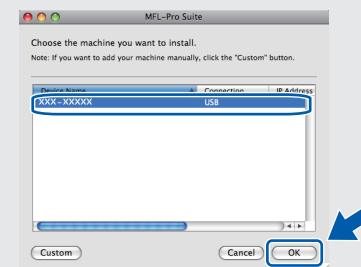 MFL-Pro Suite
Choose the machine you want to install.
Note: If you want to add your machine manually, click the "Custom" button.
Device Name Connection IP Address
XXX-XXXXX USB
Custom Cancel OK